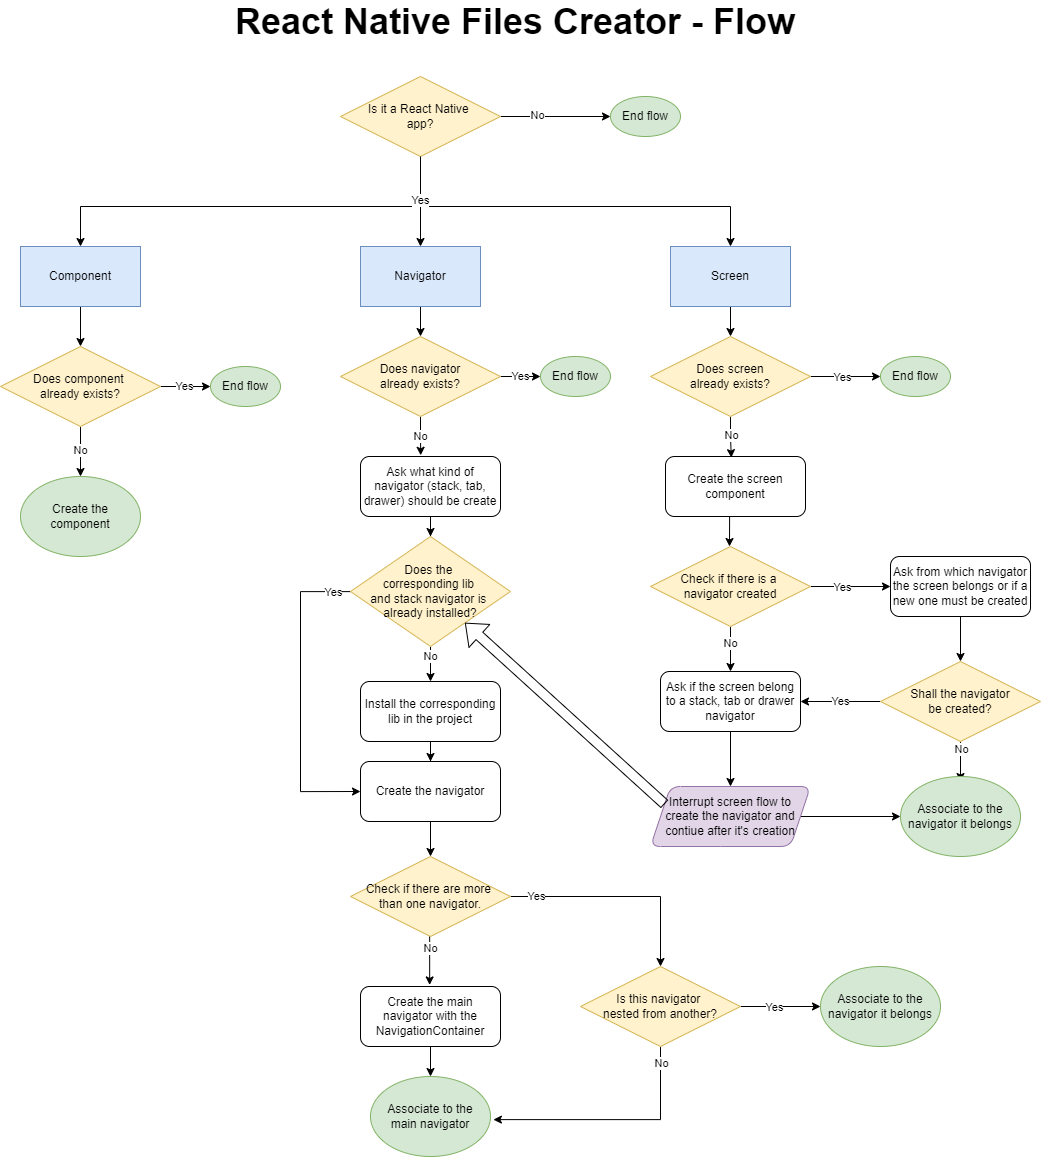 React Native Files Creator - Flow
Is it a React Native
app?
No
End flow
Yes
Component
Navigator
Screen
Does component
already exists?
Yes
End flow
Does navigator
already exists?
Yes
End flow
Does screen
already exists?
Yes
End flow
No
No
No
Create the
component
Ask what kind of
navigator (stack, tab,
drawer) should be create
Create the screen
component
Does the
corresponding lib
and stack navigator is
already installed?
Yes
No
Check if there is a
navigator created
Yes
Ask from which navigator
the screen belongs or if a
new one must be created
No
Install the corresponding
lib in the project
Ask if the screen belong
to a stack, tab or drawer
navigator
Yes
Shall the navigator
be created?
No
Create the navigator
Interrupt screen flow to
create the navigator and
contiue after it's creation
Associate to the
navigator it belongs
Check if there are more
than one navigator.
Yes
No
Create the main
navigator with the
NavigationContainer
Is this navigator
nested from another?
Yes
Associate to the
navigator it belongs
No
Associate to the
main navigator